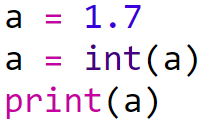 a = 1.7
a = int(a)
print(a)